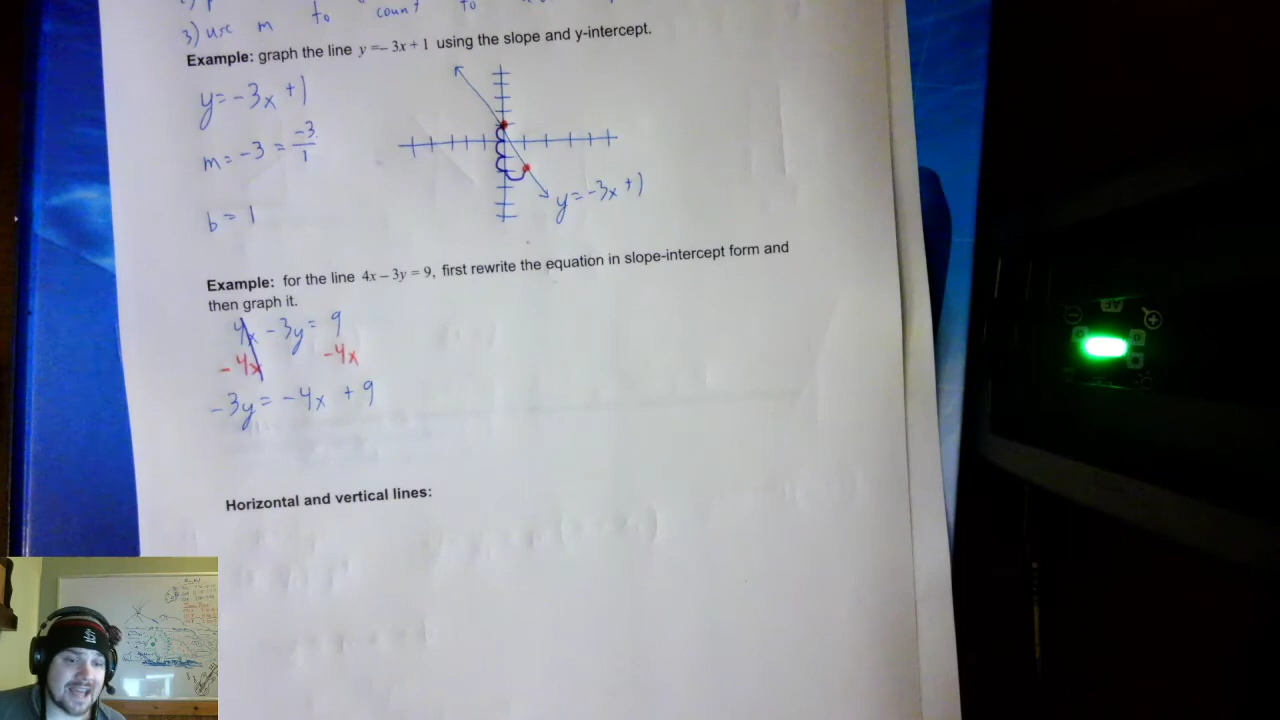 3) use m to count to
Example: graph the line y = – 3x + 1 using the slope and y-intercept.
y = -3x + 1
m = -3 = -3/1
b = 1
y = -3x + 1
Example: for the line 4x – 3y = 9, first rewrite the equation in slope-intercept form and
then graph it.
4x - 3y = 9
-4x -4x
-3y = -4x + 9
Horizontal and vertical lines: